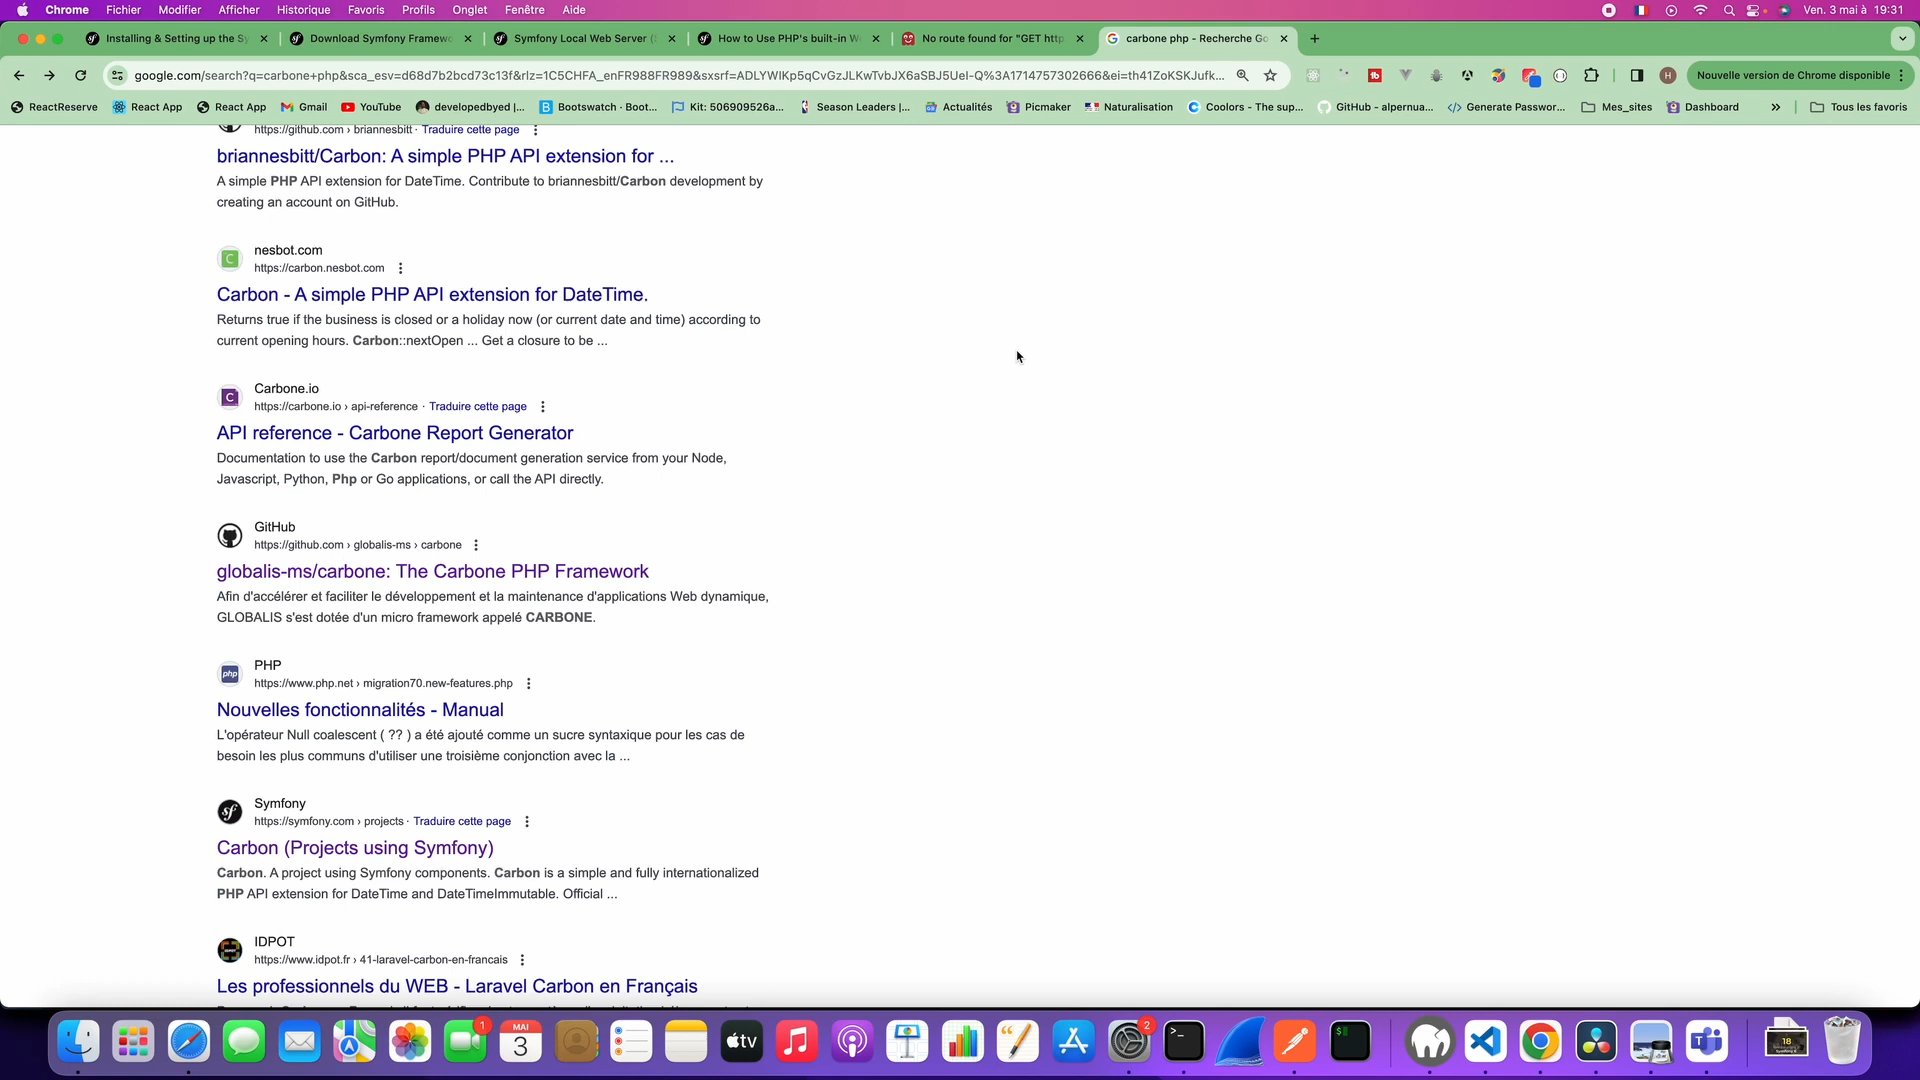 Chrome Fichier Modifier Afficher Historique Favoris Profils Onglet Fenêtre Aide Ven. 3 mai à 19:31
Installing & Setting up the Sy Download Symfony Framewo Symfony Local Web Server ( How to Use PHP's built-in W No route found for "GET http carbone php - Recherche Go
google.com/search?q=carbone+php&sca_esv=d68d7b2bcd73c13f&rlz=1C5CHFA_enFR988FR989&sxsrf=ADLYWIKp5qCvGzJLKwTvbJX6aSBJ5UeI-Q%3A1714757302666&ei=th41ZoKSKJufk... H Nouvelle version de Chrome disponible
ReactReserve React App React App Gmail YouTube developedbyed |... Bootswatch · Boot... Kit: 506909526a... Season Leaders |... Actualités Picmaker Naturalisation Coolors - The sup... GitHub - alpernua... Generate Passwor... Mes_sites Dashboard » Tous les favoris
https://github.com › briannesbitt · Traduire cette page
briannesbitt/Carbon: A simple PHP API extension for ...
A simple PHP API extension for DateTime. Contribute to briannesbitt/Carbon development by
creating an account on GitHub.
C nesbot.com
https://carbon.nesbot.com
Carbon - A simple PHP API extension for DateTime.
Returns true if the business is closed or a holiday now (or current date and time) according to
current opening hours. Carbon::nextOpen ... Get a closure to be ...
C Carbone.io
https://carbone.io › api-reference · Traduire cette page
API reference - Carbone Report Generator
Documentation to use the Carbon report/document generation service from your Node,
Javascript, Python, Php or Go applications, or call the API directly.
GitHub
https://github.com › globalis-ms › carbone
globalis-ms/carbone: The Carbone PHP Framework
Afin d'accélérer et faciliter le développement et la maintenance d'applications Web dynamique,
GLOBALIS s'est dotée d'un micro framework appelé CARBONE.
php PHP
https://www.php.net › migration70.new-features.php
Nouvelles fonctionnalités - Manual
L'opérateur Null coalescent ( ?? ) a été ajouté comme un sucre syntaxique pour les cas de
besoin les plus communs d'utiliser une troisième conjonction avec la ...
sf Symfony
https://symfony.com › projects · Traduire cette page
Carbon (Projects using Symfony)
Carbon. A project using Symfony components. Carbon is a simple and fully internationalized
PHP API extension for DateTime and DateTimeImmutable. Official ...
IDPOT
https://www.idpot.fr › 41-laravel-carbon-en-francais
Les professionnels du WEB - Laravel Carbon en Français
1 MAI 3 tv 2 >_ $ 18